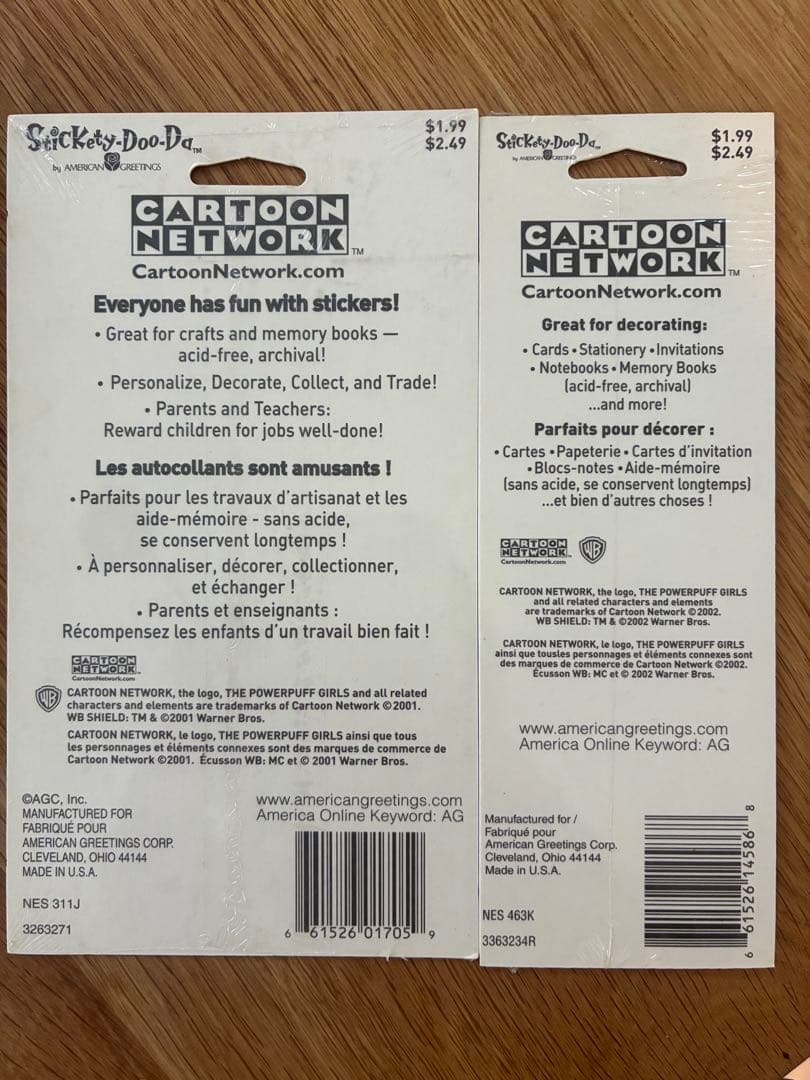 Stickety-Doo-Da™
by AMERICAN GREETINGS
$1.99
$2.49
CARTOON
NETWORK™
CartoonNetwork.com
Everyone has fun with stickers!
• Great for crafts and memory books —
acid-free, archival!
• Personalize, Decorate, Collect, and Trade!
• Parents and Teachers:
Reward children for jobs well-done!
Les autocollants sont amusants !
• Parfaits pour les travaux d'artisanat et les
aide-mémoire - sans acide,
se conservent longtemps !
• À personnaliser, décorer, collectionner,
et échanger !
• Parents et enseignants :
Récompensez les enfants d'un travail bien fait !
CARTOON
NETWORK™
CartoonNetwork.com
WB
CARTOON NETWORK, the logo, THE POWERPUFF GIRLS and all related
characters and elements are trademarks of Cartoon Network ©2001.
WB SHIELD: TM & ©2001 Warner Bros.
CARTOON NETWORK, le logo, THE POWERPUFF GIRLS ainsi que tous
les personnages et éléments connexes sont des marques de commerce de
Cartoon Network ©2001. Écusson WB: MC et © 2001 Warner Bros.
©AGC, Inc.
MANUFACTURED FOR
FABRIQUÉ POUR
AMERICAN GREETINGS CORP.
CLEVELAND, OHIO 44144
MADE IN U.S.A.
NES 311J
3263271
www.americangreetings.com
America Online Keyword: AG
6 61526 01705 9
Stickety-Doo-Da™
by AMERICAN GREETINGS
$1.99
$2.49
CARTOON
NETWORK™
CartoonNetwork.com
Great for decorating:
• Cards • Stationery • Invitations
• Notebooks • Memory Books
(acid-free, archival)
...and more!
Parfaits pour décorer :
• Cartes • Papeterie • Cartes d'invitation
• Blocs-notes • Aide-mémoire
(sans acide, se conservent longtemps)
...et bien d'autres choses !
CARTOON
NETWORK™
CartoonNetwork.com
WB
CARTOON NETWORK, the logo, THE POWERPUFF GIRLS
and all related characters and elements
are trademarks of Cartoon Network ©2002.
WB SHIELD: TM & ©2002 Warner Bros.
CARTOON NETWORK, le logo, THE POWERPUFF GIRLS
ainsi que tousles personnages et éléments connexes sont
des marques de commerce de Cartoon Network ©2002.
Écusson WB: MC et © 2002 Warner Bros.
www.americangreetings.com
America Online Keyword: AG
Manufactured for /
Fabriqué pour
American Greetings Corp.
Cleveland, Ohio 44144
Made in U.S.A.
NES 463K
3363234R
6 61526 14586 8